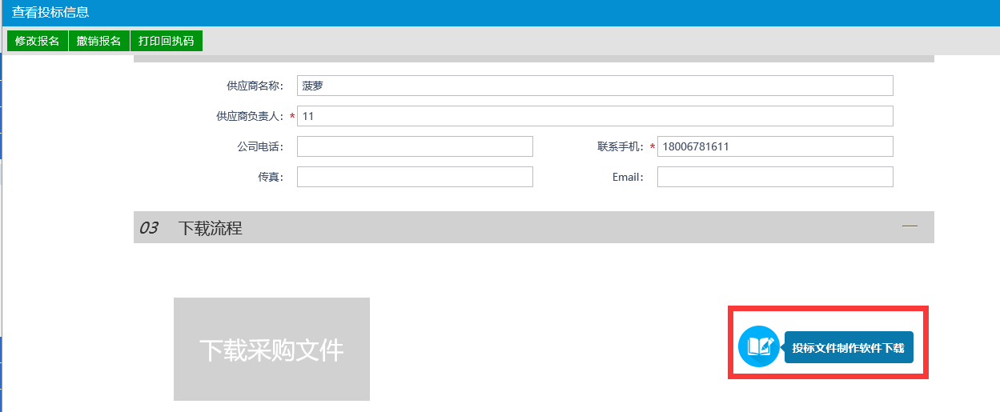 查看投标信息
修改报名 撤销报名 打印回执码
供应商名称: 菠萝
供应商负责人: * 11
公司电话: 联系手机: * 18006781611
传真: Email:
03 下载流程
下载采购文件
投标文件制作软件下载